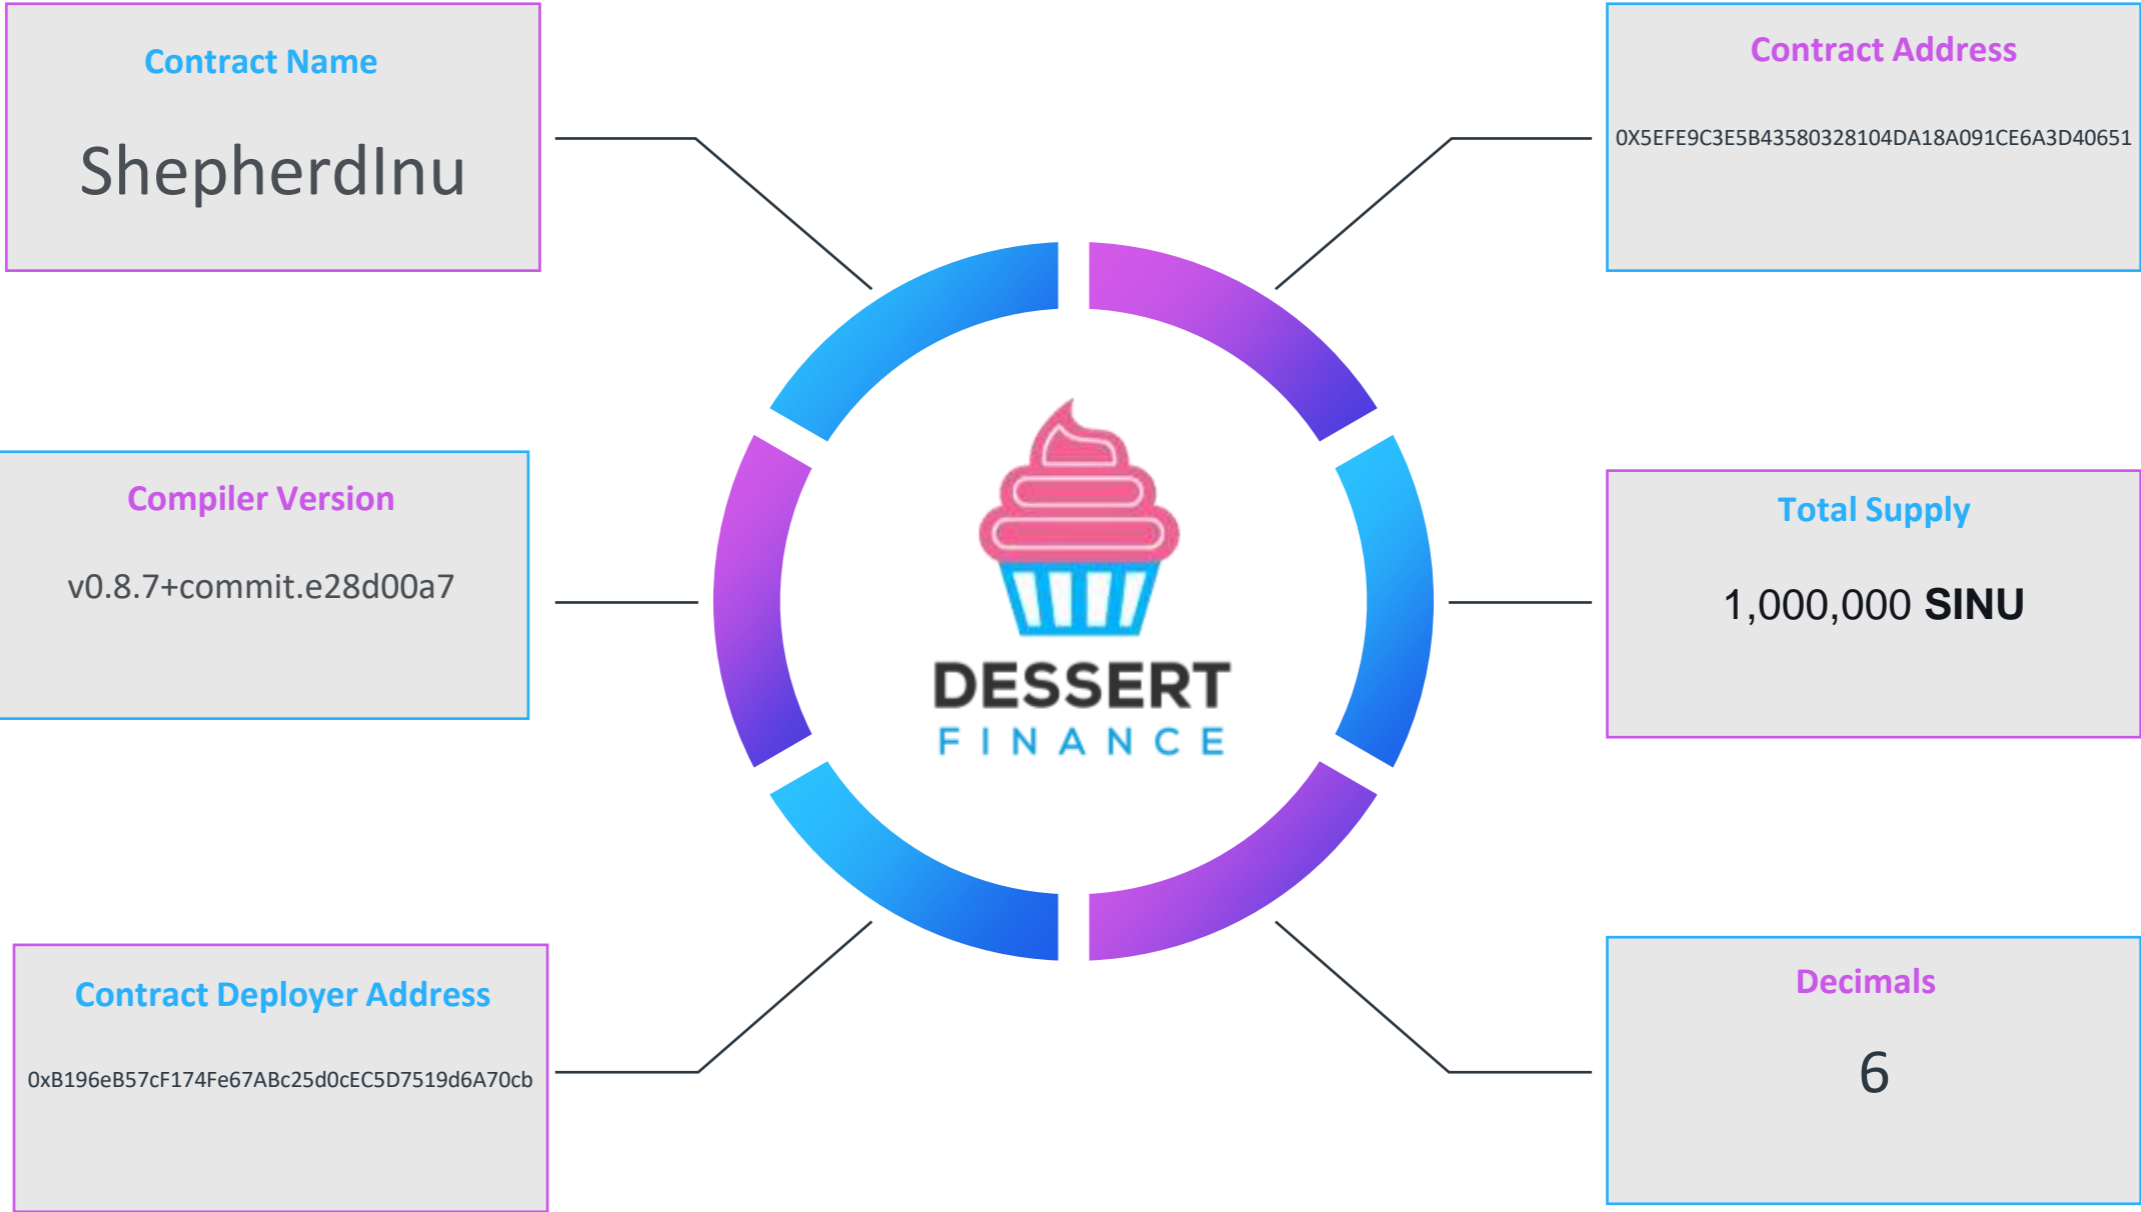 Contract Name
ShepherdInu
Contract Address
0X5EFE9C3E5B43580328104DA18A091CE6A3D40651
Compiler Version
v0.8.7+commit.e28d00a7
Total Supply
1,000,000 SINU
DESSERT
FINANCE
Contract Deployer Address
0xB196eB57cF174Fe67ABc25d0cEC5D7519d6A70cb
Decimals
6